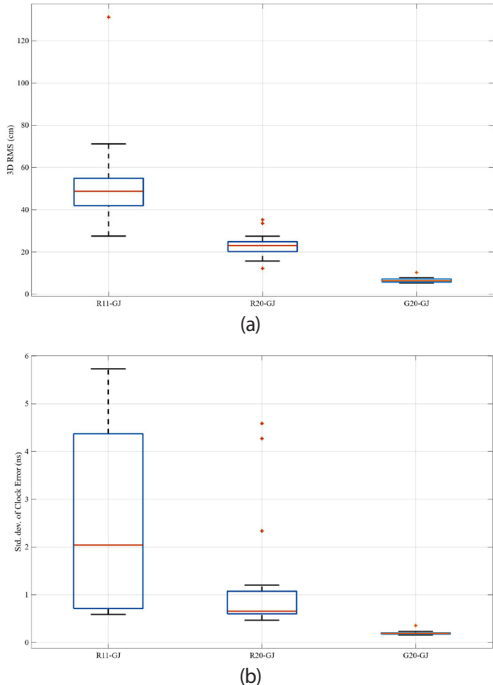 120
100
80
60
40
20
0
3D RMS (cm)
R11-GJ R20-GJ G20-GJ
(a)
6
5
4
3
2
1
0
Std. dev. of Clock Error (ns)
R11-GJ R20-GJ G20-GJ
(b)